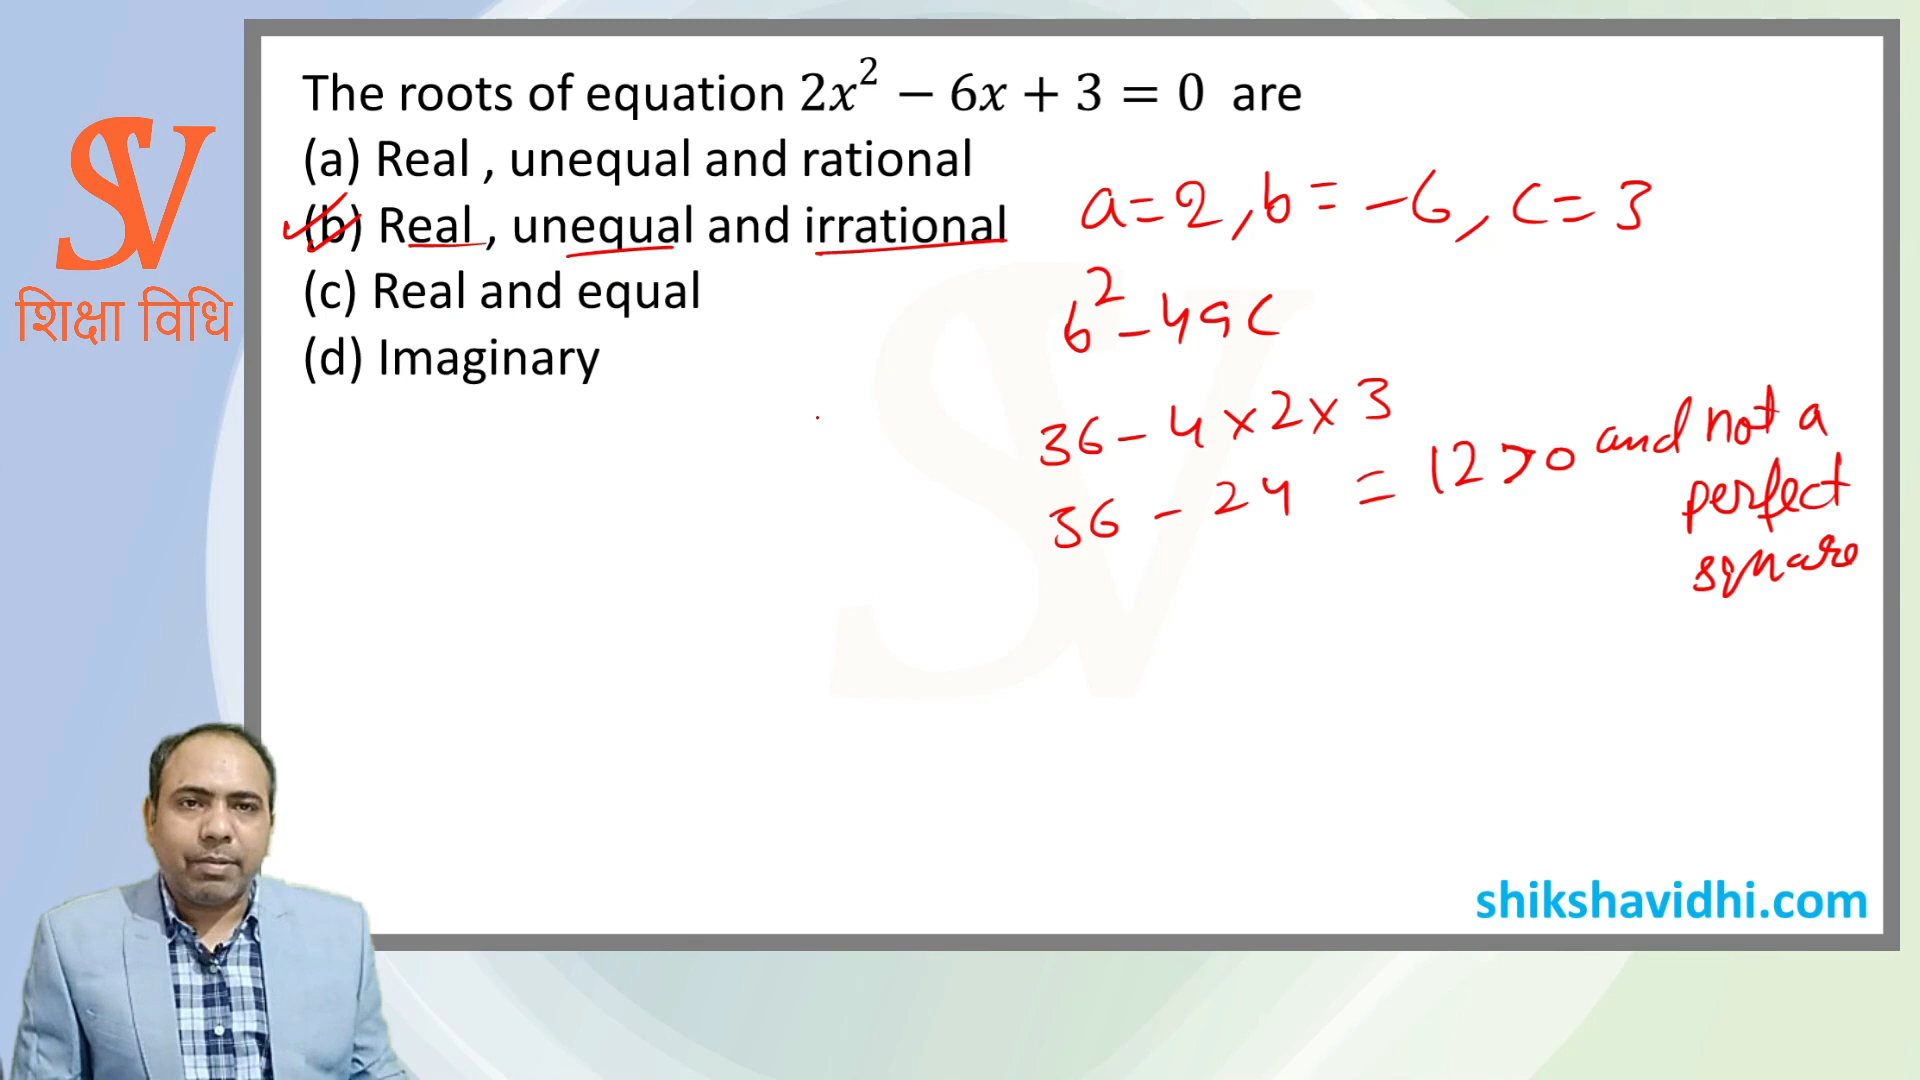 SV
शिक्षा विधि
The roots of equation 2x² − 6x + 3 = 0 are
(a) Real , unequal and rational
(b) Real , unequal and irrational
(c) Real and equal
(d) Imaginary
a=2, b=-6, c=3
b²-4ac
36-4×2×3
36-24 = 12>0 and not a
perfect
square
shikshavidhi.com